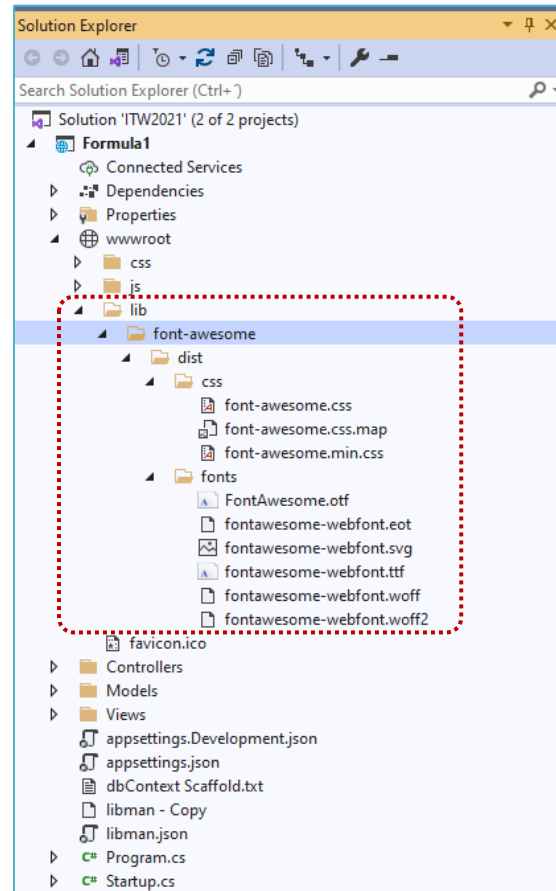 Solution Explorer
Search Solution Explorer (Ctrl+´)
Solution 'ITW2021' (2 of 2 projects)
Formula1
Connected Services
Dependencies
Properties
wwwroot
css
js
lib
font-awesome
dist
css
font-awesome.css
font-awesome.css.map
font-awesome.min.css
fonts
FontAwesome.otf
fontawesome-webfont.eot
fontawesome-webfont.svg
fontawesome-webfont.ttf
fontawesome-webfont.woff
fontawesome-webfont.woff2
favicon.ico
Controllers
Models
Views
appsettings.Development.json
appsettings.json
dbContext Scaffold.txt
libman - Copy
libman.json
C# Program.cs
C# Startup.cs